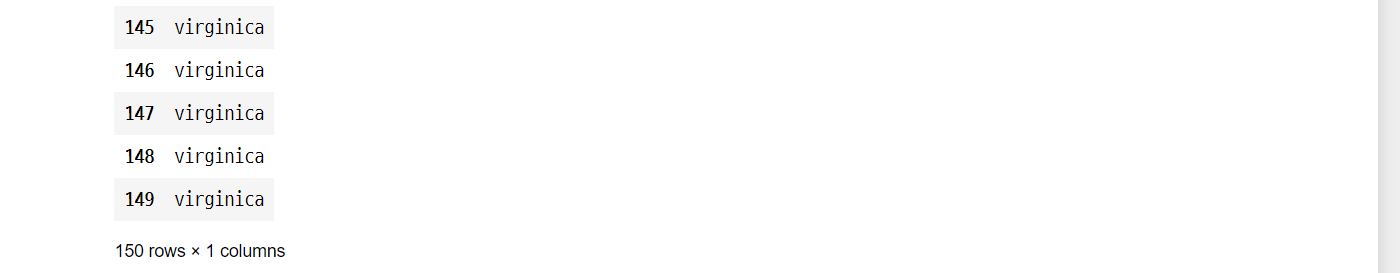 145 virginica
146 virginica
147 virginica
148 virginica
149 virginica
150 rows × 1 columns